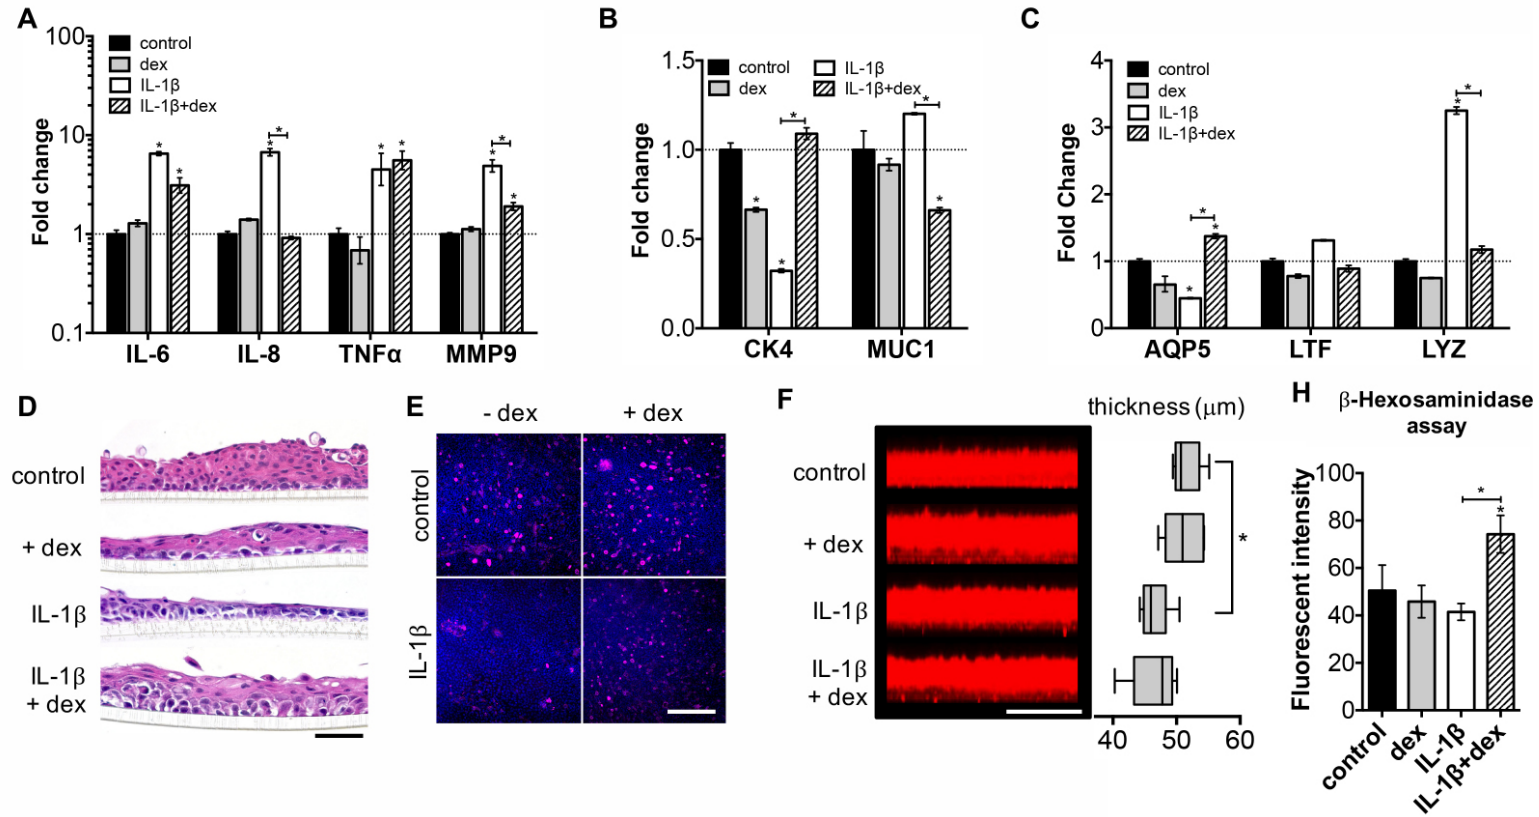 A
100
10
1
0.1
Fold change
control
dex
IL-1β
IL-1β+dex
*
*
*
*
*
*
*
*
*
IL-6
IL-8
TNFα
MMP9
B
1.5
1.0
0.5
0.0
Fold change
control
dex
IL-1β
IL-1β+dex
*
*
*
*
*
CK4
MUC1
C
4
3
2
1
0
Fold Change
control
dex
IL-1β
IL-1β+dex
*
*
*
*
*
AQP5
LTF
LYZ
D
control
+ dex
IL-1β
IL-1β
+ dex
E
- dex
+ dex
control
IL-1β
F
thickness (μm)
control
+ dex
IL-1β
IL-1β
+ dex
*
40
50
60
H
β-Hexosaminidase
assay
Fluorescent intensity
100
80
60
40
20
0
*
*
control
dex
IL-1β
IL-1β+dex